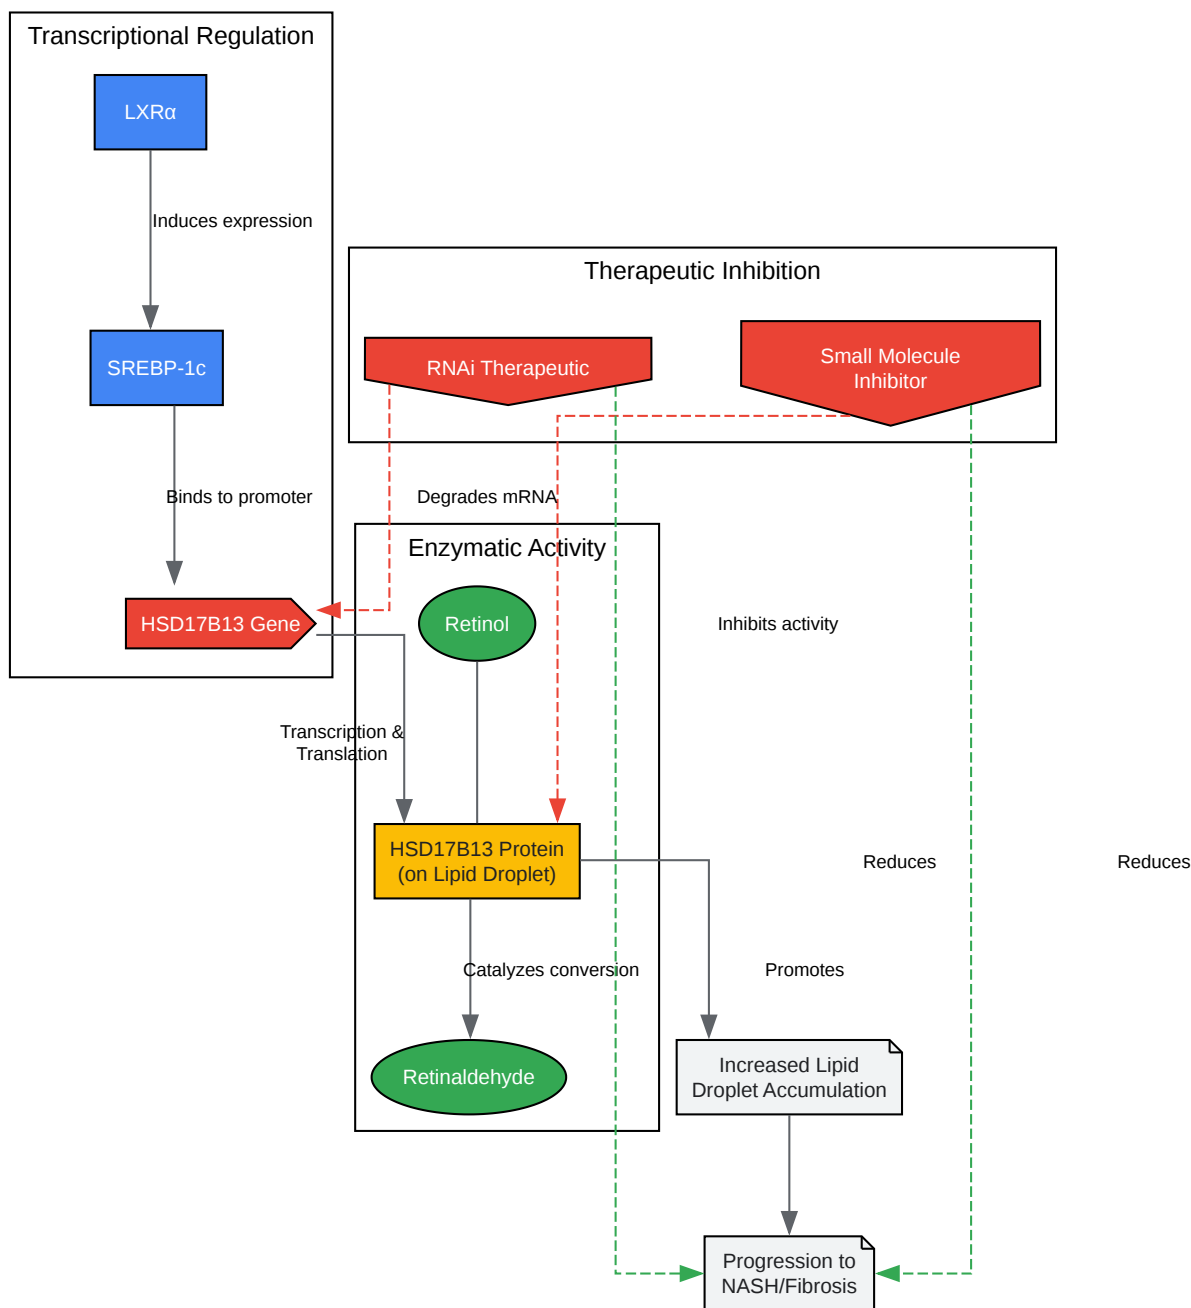 Transcriptional Regulation
LXRα
Induces expression
Therapeutic Inhibition
SREBP-1c
RNAi Therapeutic
Small Molecule
Inhibitor
Binds to promoter
Degrades mRNA
Enzymatic Activity
HSD17B13 Gene
Retinol
Inhibits activity
Transcription &
Translation
HSD17B13 Protein
(on Lipid Droplet)
Reduces
Reduces
Catalyzes conversion
Promotes
Retinaldehyde
Increased Lipid
Droplet Accumulation
Progression to
NASH/Fibrosis